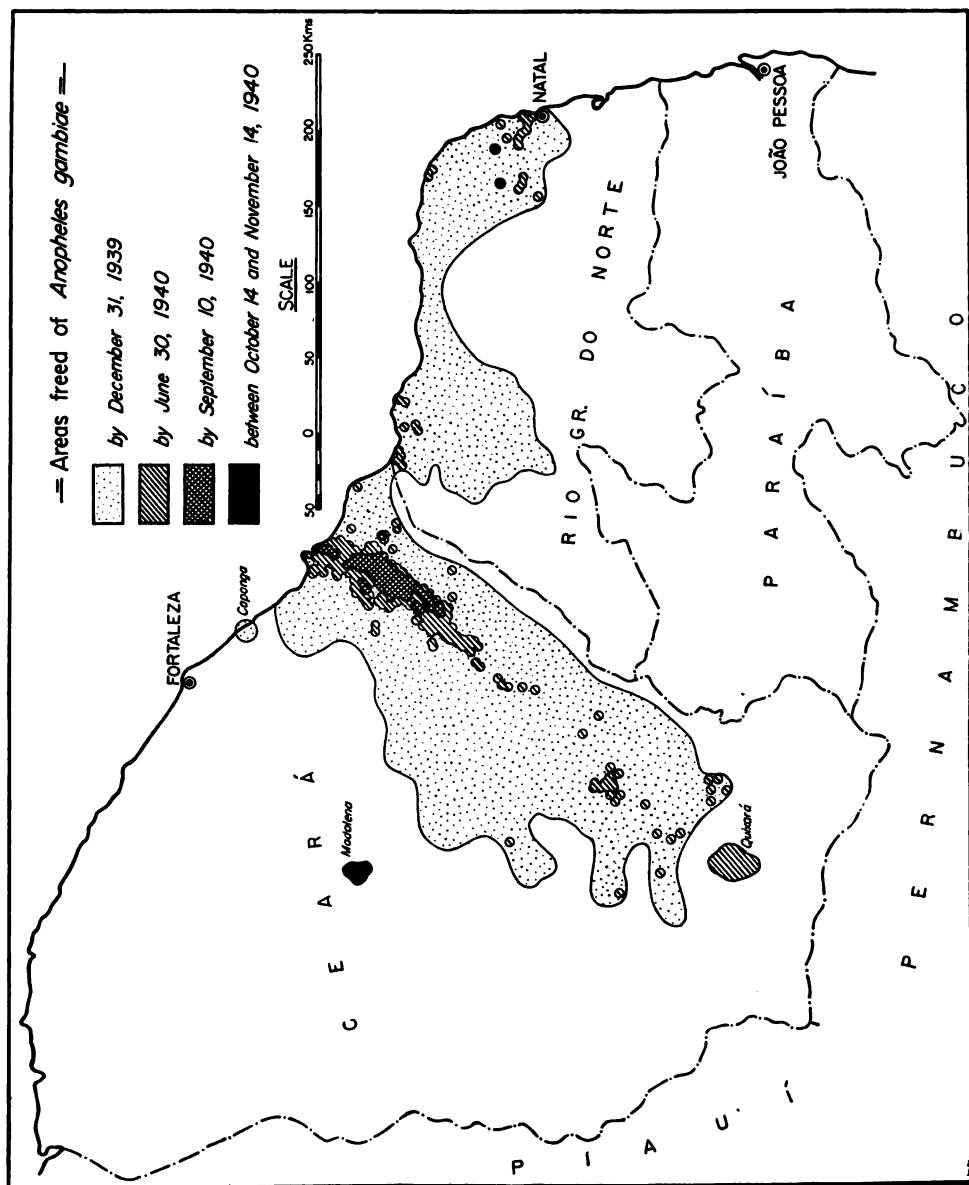 Areas freed of Anopheles gambiae
by December 31, 1939
by June 30, 1940
by September 10, 1940
between October 14 and November 14, 1940
SCALE
50 0 50 100 150 200 250 Kms
FORTALEZA
Caponga
CEARÁ
Madalena
Quixará
NATAL
RIO GR. DO NORTE
JOÃO PESSOA
PARAÍBA
PERNAMBUCO
PIAUÍ